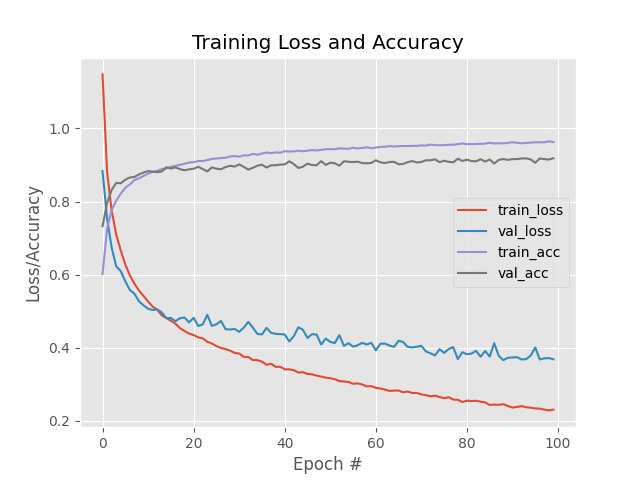 Training Loss and Accuracy
1.0
0.8
0.6
0.4
0.2
Loss/Accuracy
train_loss
val_loss
train_acc
val_acc
0 20 40 60 80 100
Epoch #